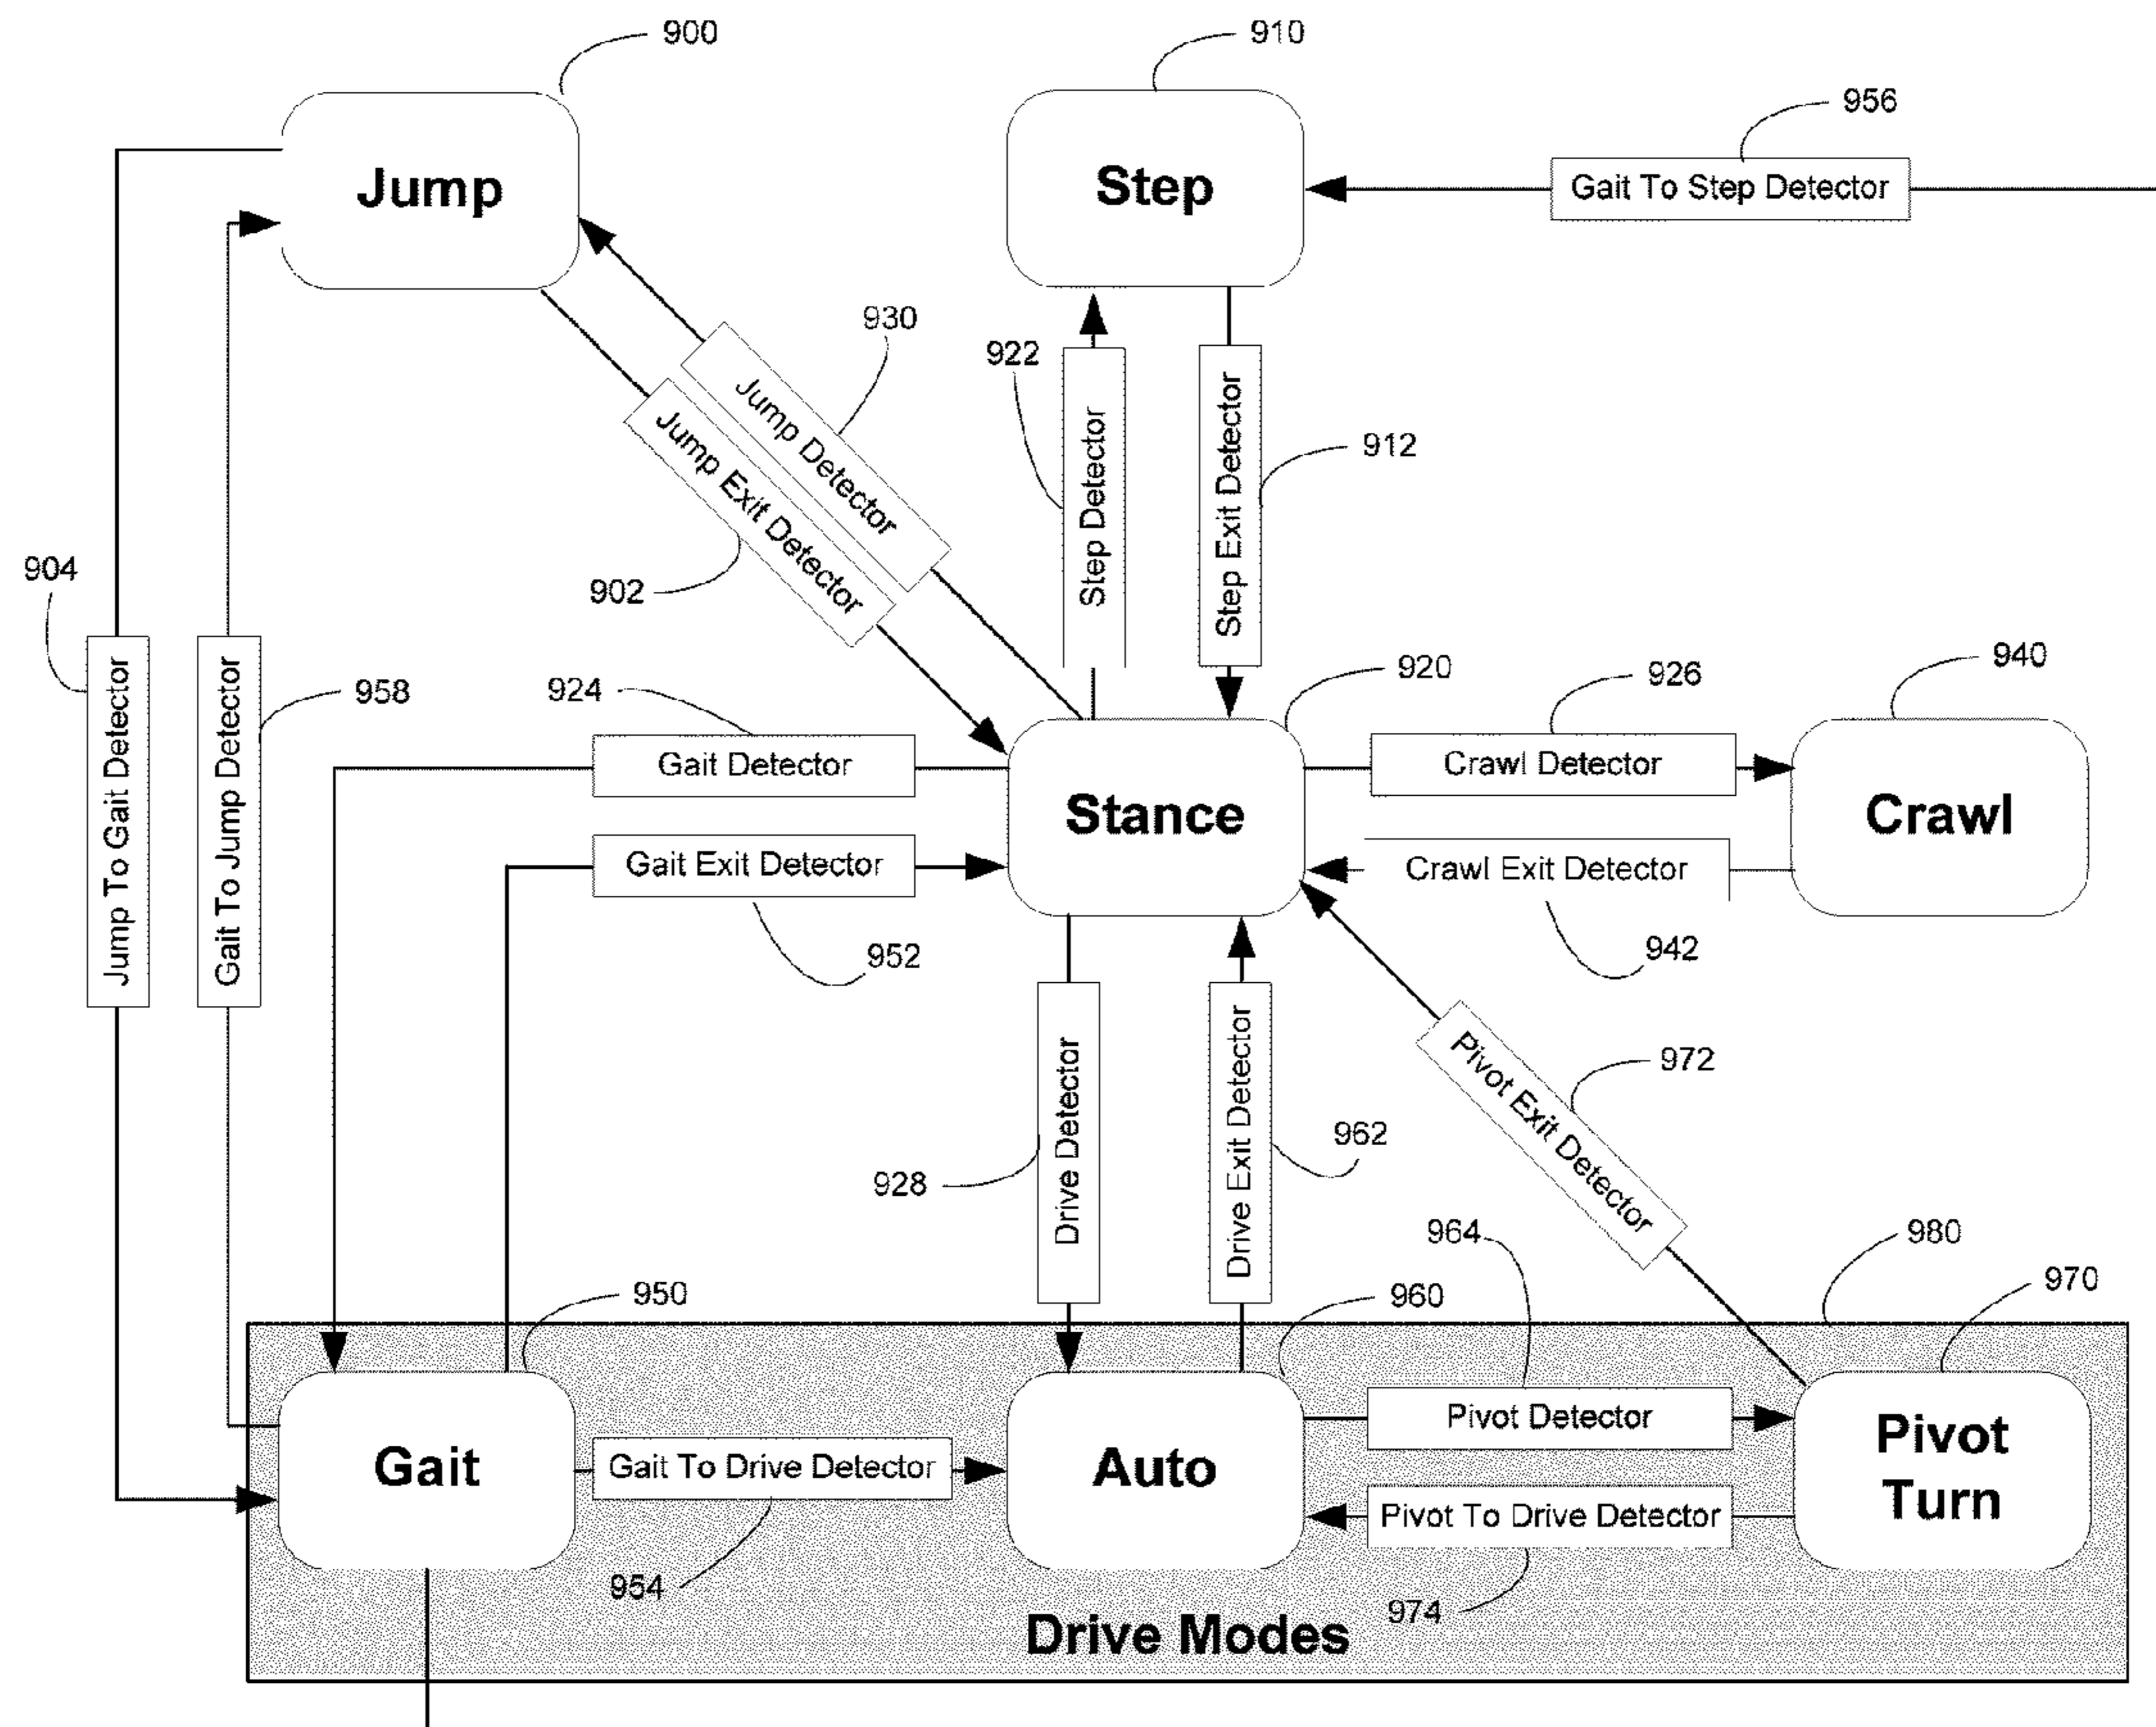 900
910
956
Jump
Step
Gait To Step Detector
930
922
Jump Detector
Jump Exit Detector
Step Detector
Step Exit Detector
912
904
902
Jump To Gait Detector
Gait To Jump Detector
958
924
920
926
940
Gait Detector
Crawl Detector
Stance
Crawl
Gait Exit Detector
Crawl Exit Detector
952
942
Drive Detector
Drive Exit Detector
Pivot Exit Detector
972
928
962
964
980
950
960
970
Gait
Gait To Drive Detector
Auto
Pivot Detector
Pivot To Drive Detector
Pivot
Turn
954
974
Drive Modes